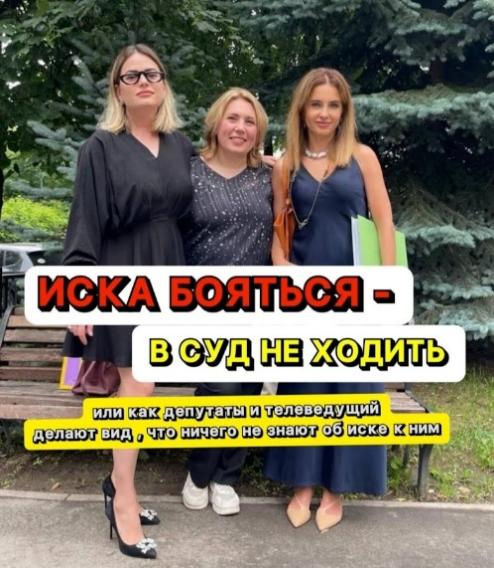 ИСКА БОЯТЬСЯ -
В СУД НЕ ХОДИТЬ
или как депутаты и телеведущий
делают вид , что ничего не знают об иске к ним